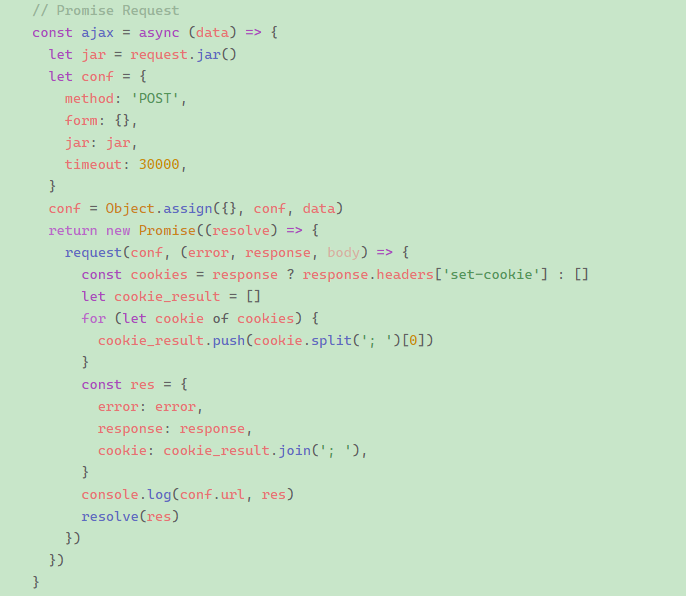 // Promise Request
const ajax = async (data) => {
  let jar = request.jar()
  let conf = {
    method: 'POST',
    form: {},
    jar: jar,
    timeout: 30000,
  }
  conf = Object.assign({}, conf, data)
  return new Promise((resolve) => {
    request(conf, (error, response, body) => {
      const cookies = response ? response.headers['set-cookie'] : []
      let cookie_result = []
      for (let cookie of cookies) {
        cookie_result.push(cookie.split('; ')[0])
      }
      const res = {
        error: error,
        response: response,
        cookie: cookie_result.join('; '),
      }
      console.log(conf.url, res)
      resolve(res)
    })
  })
}